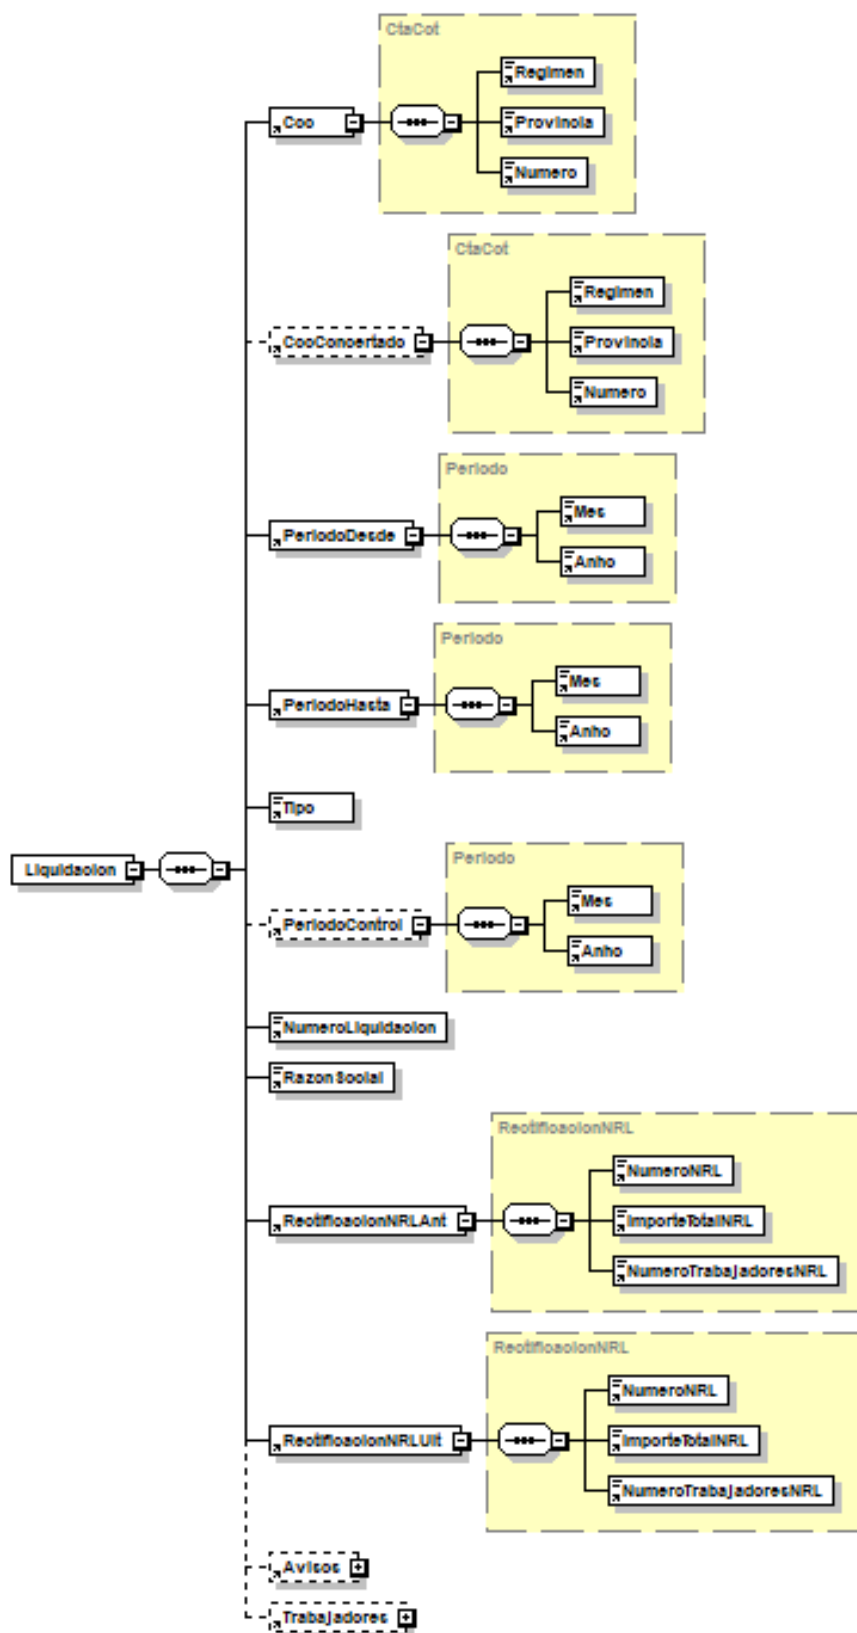 CtaCot
Regimen
Ccc
Provincia
Numero
CtaCot
Regimen
CccConcertado
Provincia
Numero
Periodo
Mes
PeriodoDesde
Anho
Periodo
Mes
PeriodoHasta
Anho
Tipo
Liquidacion
Periodo
Mes
PeriodoControl
Anho
NumeroLiquidacion
RazonSocial
RectificacionNRL
NumeroNRL
RectificacionNRLAnt
ImporteTotalNRL
NumeroTrabajadoresNRL
RectificacionNRL
NumeroNRL
RectificacionNRLUlt
ImporteTotalNRL
NumeroTrabajadoresNRL
Avisos
Trabajadores